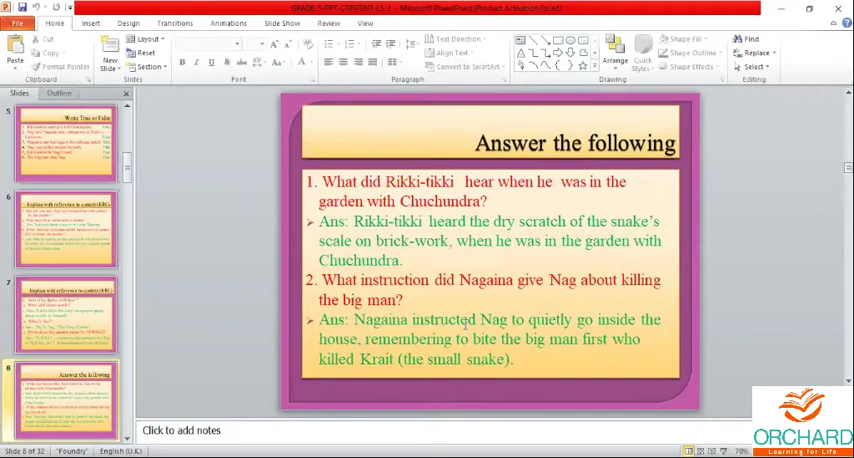 GRADE-5-PPT CONTENT-LS-2 - Microsoft PowerPoint (Product Activation Failed)
File Home Insert Design Transitions Animations Slide Show Review View
Cut
Copy
Format Painter
Paste
Clipboard
New Slide
Layout
Reset
Section
Slides
Font
Paragraph
Text Direction
Align Text
Convert to SmartArt
Arrange
Quick Styles
Shape Fill
Shape Outline
Shape Effects
Drawing
Find
Replace
Select
Editing
Slides Outline
5
Write True or False
6
Explain with reference to context (ERC)
7
Explain with reference to context (ERC)
8
Answer the following
Answer the following
1. What did Rikki-tikki hear when he was in the
garden with Chuchundra?
Ans: Rikki-tikki heard the dry scratch of the snake's
scale on brick-work, when he was in the garden with
Chuchundra.
2. What instruction did Nagaina give Nag about killing
the big man?
Ans: Nagaina instructed Nag to quietly go inside the
house, remembering to bite the big man first who
killed Krait (the small snake).
Click to add notes
Slide 8 of 32 "Foundry" English (U.K.) 70%
ORCHARD
Learning for Life